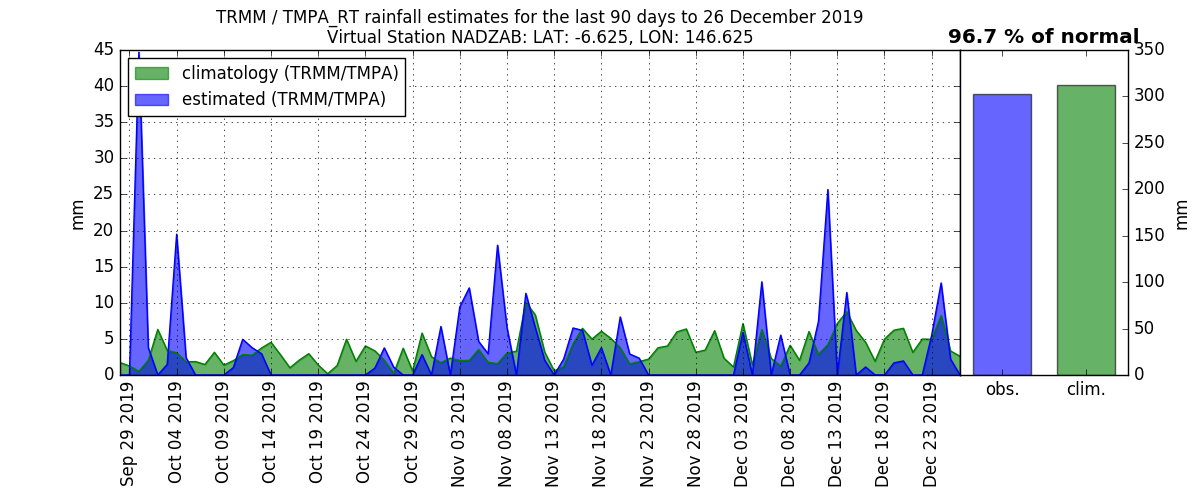 TRMM / TMPA_RT rainfall estimates for the last 90 days to 26 December 2019
Virtual Station NADZAB: LAT: -6.625, LON: 146.625
96.7 % of normal
climatology (TRMM/TMPA)
estimated (TRMM/TMPA)
45
40
35
30
25
20
15
10
5
0
mm
Sep 29 2019
Oct 04 2019
Oct 09 2019
Oct 14 2019
Oct 19 2019
Oct 24 2019
Oct 29 2019
Nov 03 2019
Nov 08 2019
Nov 13 2019
Nov 18 2019
Nov 23 2019
Nov 28 2019
Dec 03 2019
Dec 08 2019
Dec 13 2019
Dec 18 2019
Dec 23 2019
obs.
clim.
350
300
250
200
150
100
50
0
mm